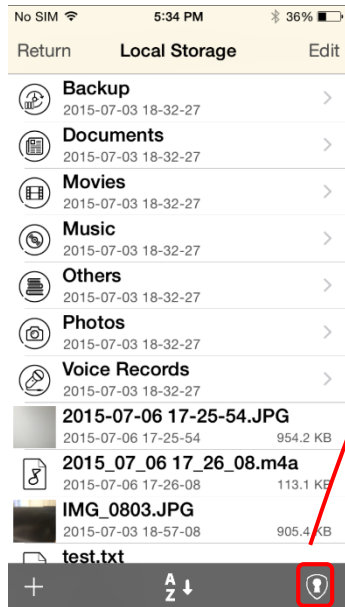 No SIM 5:34 PM 36%
Return Local Storage Edit
Backup
2015-07-03 18-32-27
Documents
2015-07-03 18-32-27
Movies
2015-07-03 18-32-27
Music
2015-07-03 18-32-27
Others
2015-07-03 18-32-27
Photos
2015-07-03 18-32-27
Voice Records
2015-07-03 18-32-27
2015-07-06 17-25-54.JPG
2015-07-06 17-25-54 954.2 KB
2015_07_06 17_26_08.m4a
2015-07-06 17-26-08 113.1 KB
IMG_0803.JPG
2015-07-03 18-57-08 905.4 KB
test.txt
A
Z